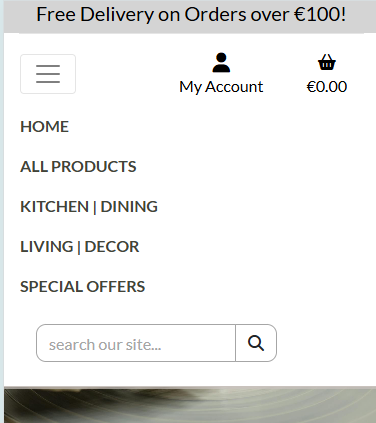 Free Delivery on Orders over €100!
My Account
€0.00
HOME
ALL PRODUCTS
KITCHEN | DINING
LIVING | DECOR
SPECIAL OFFERS
search our site...